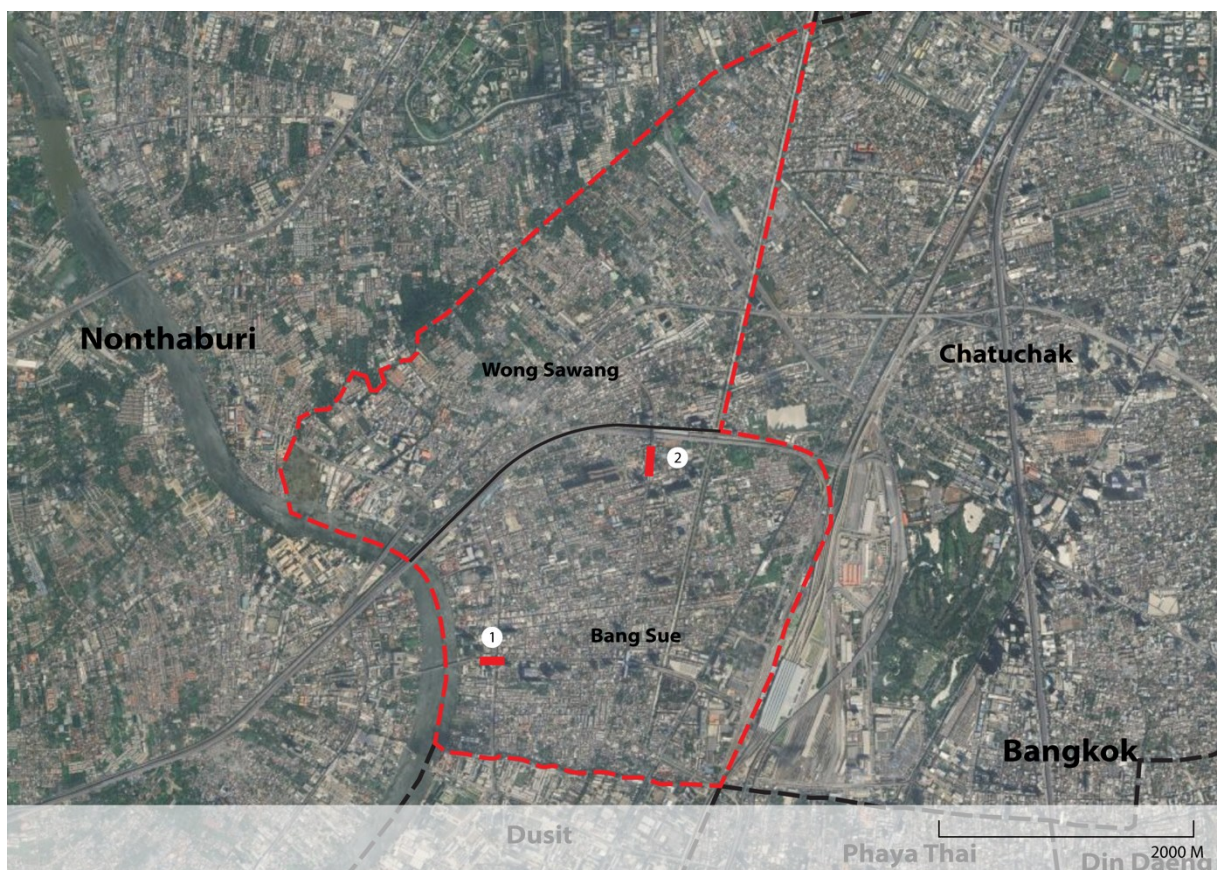 Nonthaburi
Chatuchak
Wong Sawang
2
1
Bang Sue
Bangkok
Dusit
Phaya Thai
2000 M
Din Daeng